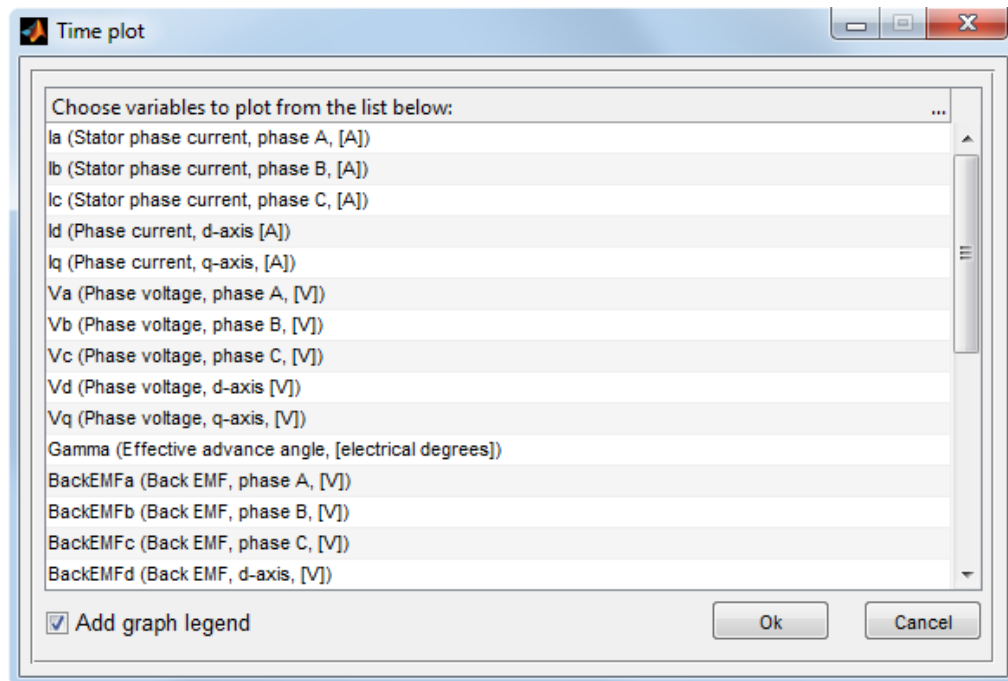 Time plot
Choose variables to plot from the list below: ...
Ia (Stator phase current, phase A, [A])
Ib (Stator phase current, phase B, [A])
Ic (Stator phase current, phase C, [A])
Id (Phase current, d-axis [A])
Iq (Phase current, q-axis, [A])
Va (Phase voltage, phase A, [V])
Vb (Phase voltage, phase B, [V])
Vc (Phase voltage, phase C, [V])
Vd (Phase voltage, d-axis [V])
Vq (Phase voltage, q-axis, [V])
Gamma (Effective advance angle, [electrical degrees])
BackEMFa (Back EMF, phase A, [V])
BackEMFb (Back EMF, phase B, [V])
BackEMFc (Back EMF, phase C, [V])
BackEMFd (Back EMF, d-axis, [V])
Add graph legend Ok Cancel